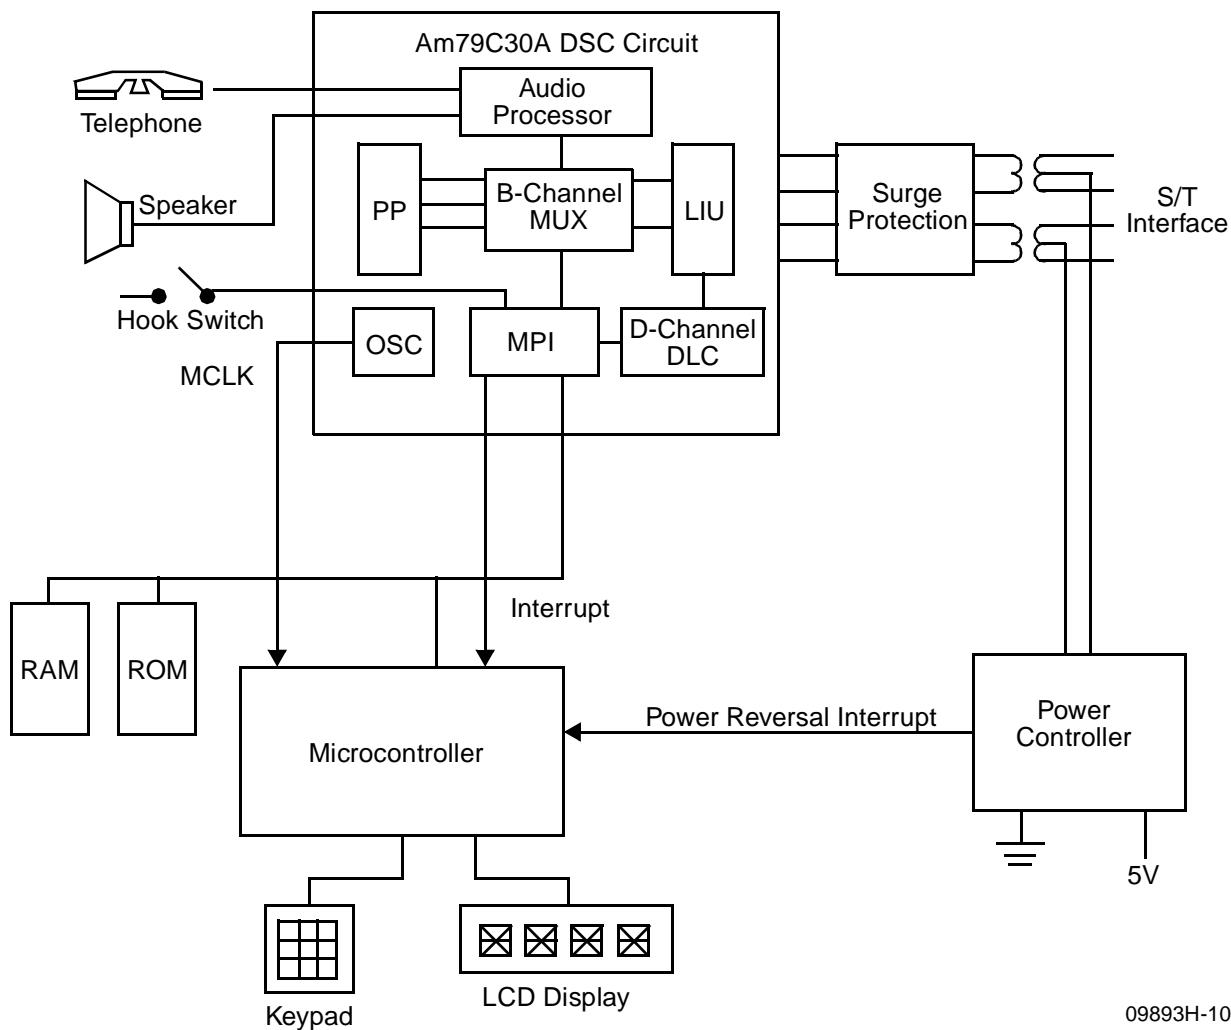 Am79C30A DSC Circuit
Audio
Processor
Telephone
Speaker
PP
B-Channel
MUX
LIU
Surge
Protection
S/T
Interface
Hook Switch
OSC
MPI
D-Channel
DLC
MCLK
Interrupt
RAM
ROM
Microcontroller
Power Reversal Interrupt
Power
Controller
5V
Keypad
LCD Display
09893H-10